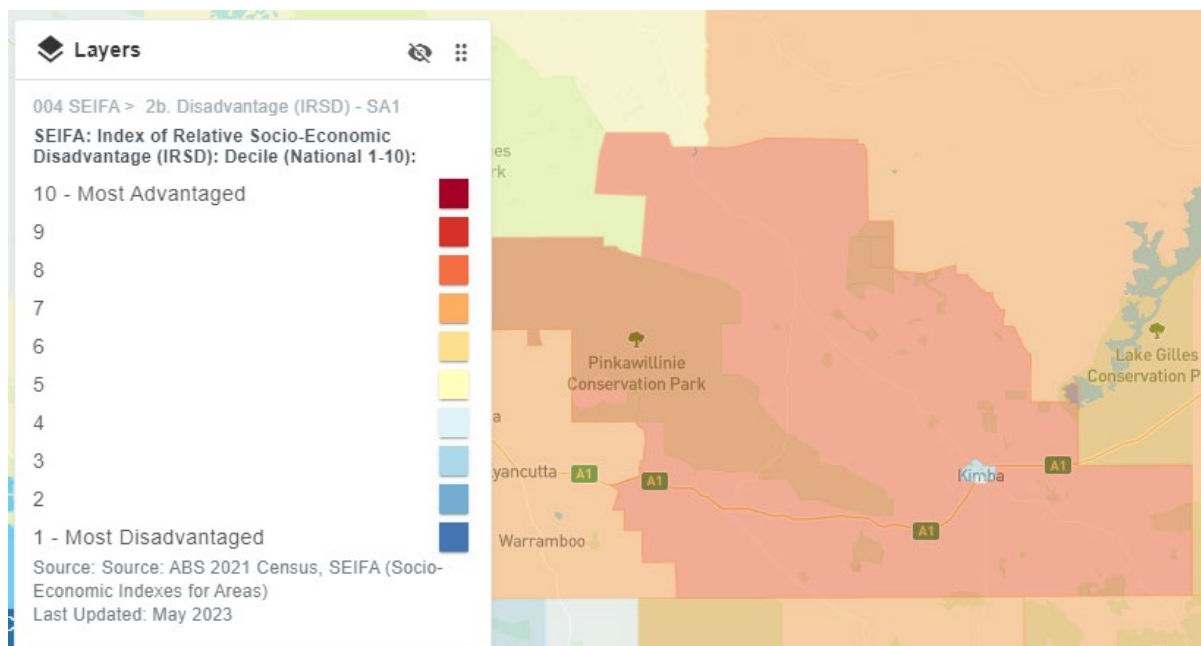 Layers
004 SEIFA > 2b. Disadvantage (IRSD) - SA1
SEIFA: Index of Relative Socio-Economic
Disadvantage (IRSD): Decile (National 1-10):
10 - Most Advantaged
9
8
7
6
5
4
3
2
1 - Most Disadvantaged
Source: Source: ABS 2021 Census, SEIFA (Socio-
Economic Indexes for Areas)
Last Updated: May 2023
Pinkawillinie
Conservation Park
Lake Gilles
Conservation P
yancutta
A1
A1
Kimba
A1
A1
Warramboo